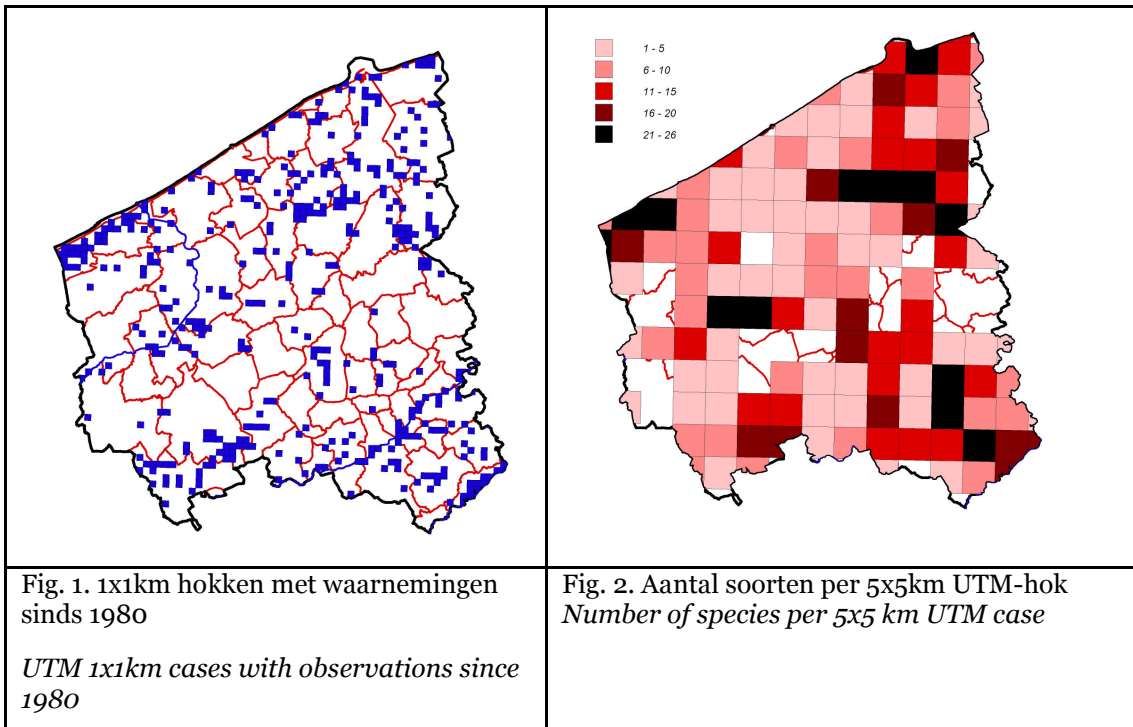 1 - 5
6 - 10
11 - 15
16 - 20
21 - 26
Fig. 1. 1x1km hokken met waarnemingen
sinds 1980
UTM 1x1km cases with observations since
1980
Fig. 2. Aantal soorten per 5x5km UTM-hok
Number of species per 5x5 km UTM case